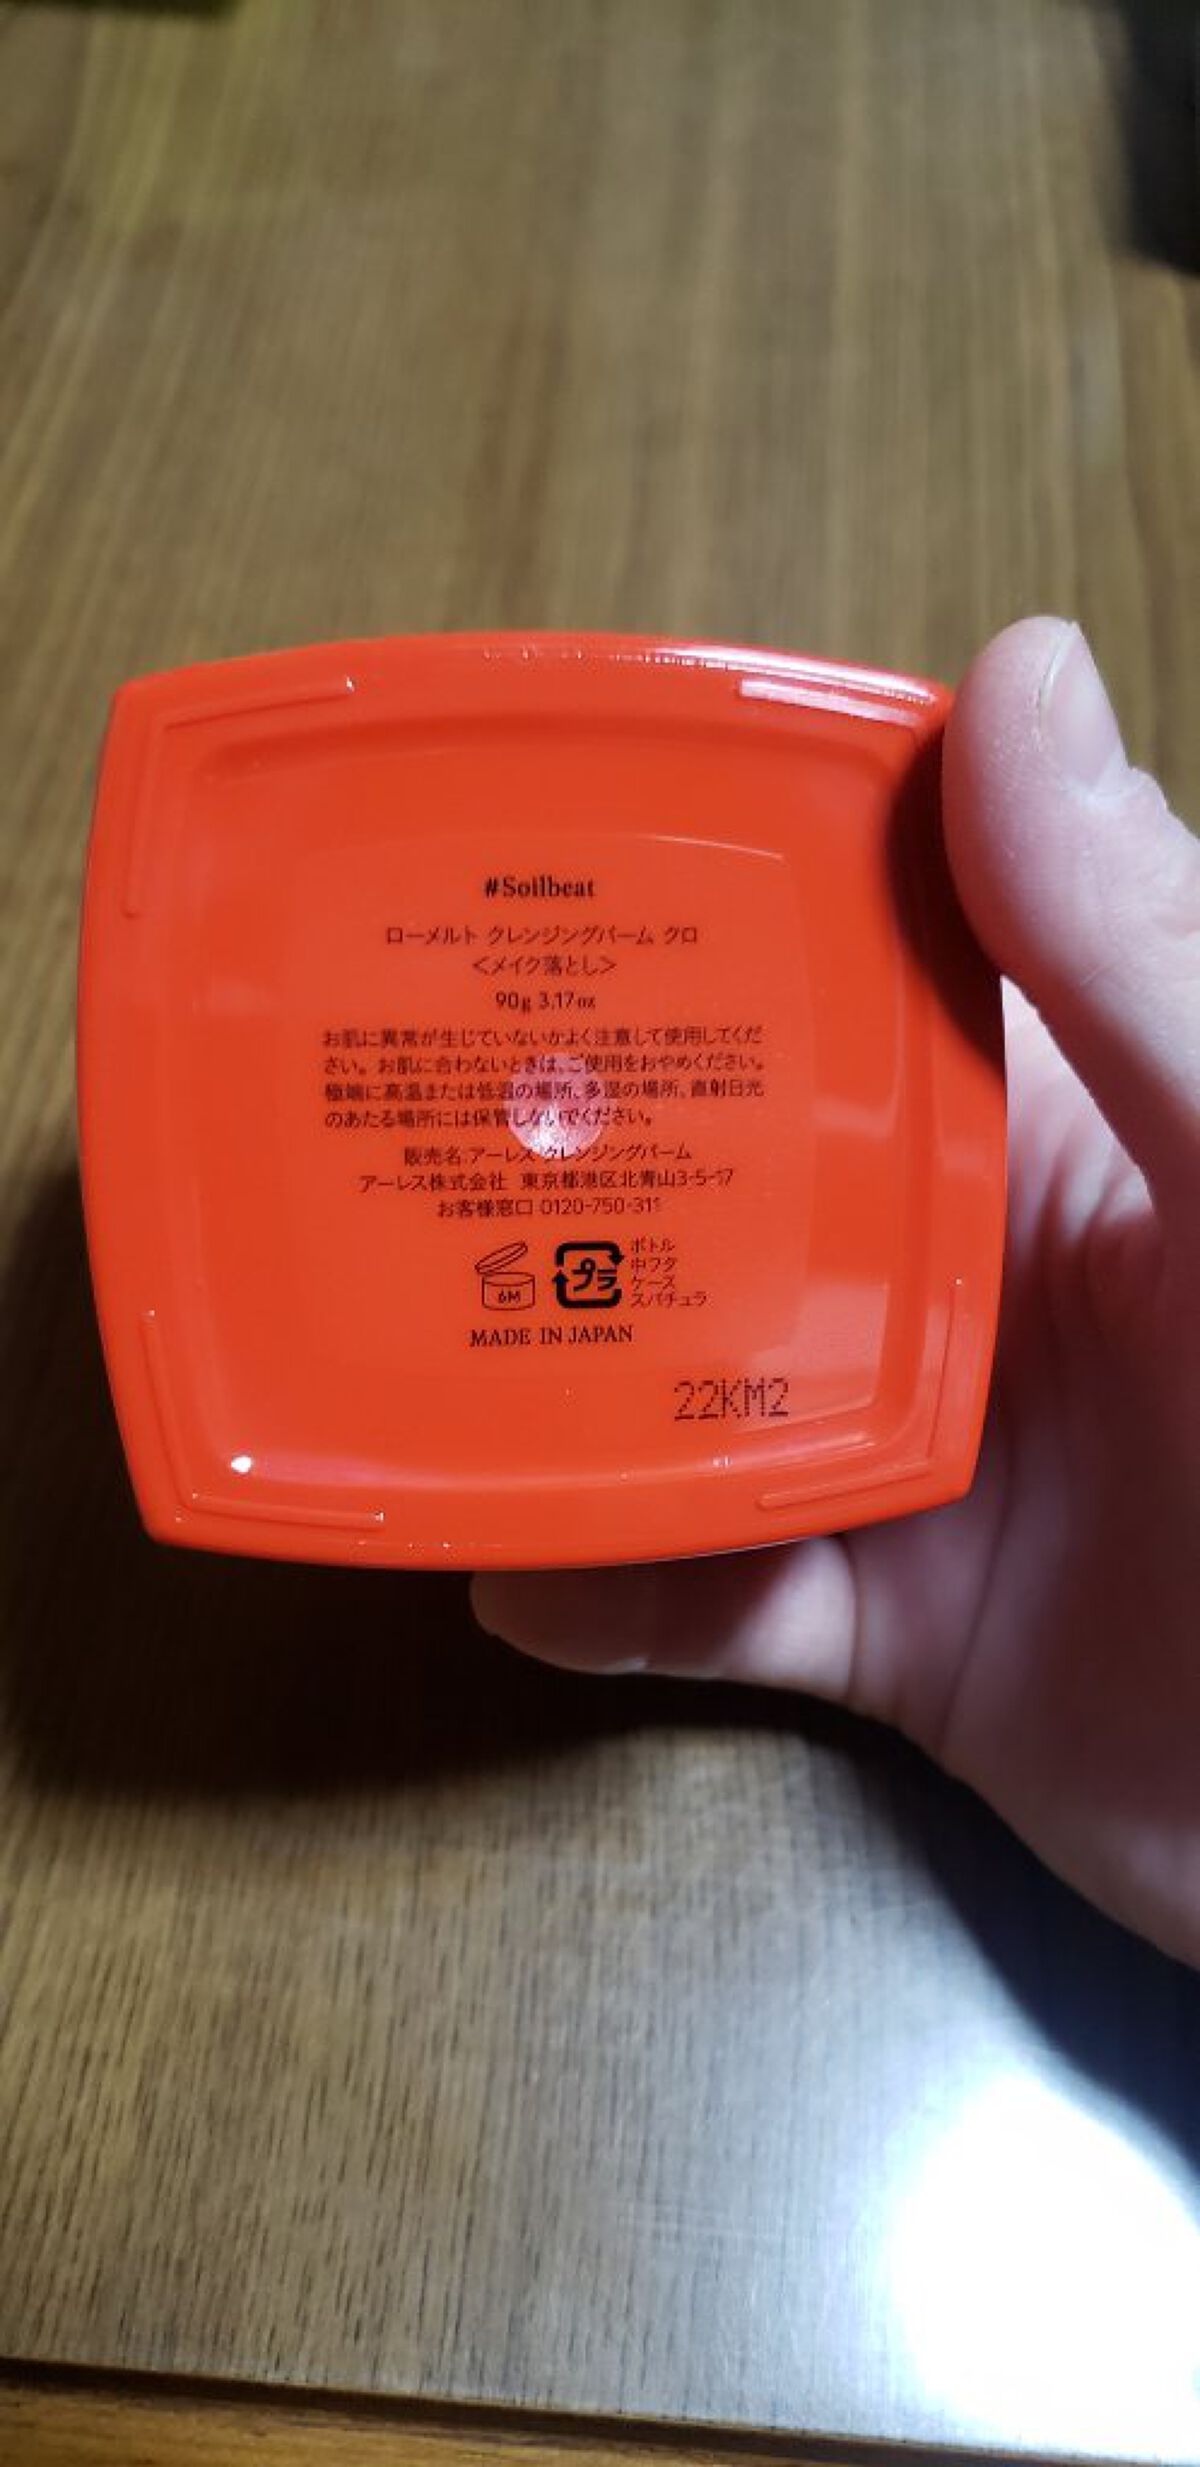 #Soilbeat
ローメルト クレンジングバーム クロ
＜メイク落とし＞
90g 3.17oz
お肌に異常が生じていないかよく注意して使用してくだ
さい。お肌に合わないときは、ご使用をおやめください。
極端に高温または低温の場所、多湿の場所、直射日光
のあたる場所には保管しないでください。
販売名:アーレス クレンジングバーム
アーレス株式会社 東京都港区北青山3-5-17
お客様窓口 0120-750-311
6M
プラ
ボトル
中フタ
ケース
スパチュラ
MADE IN JAPAN
22KM2